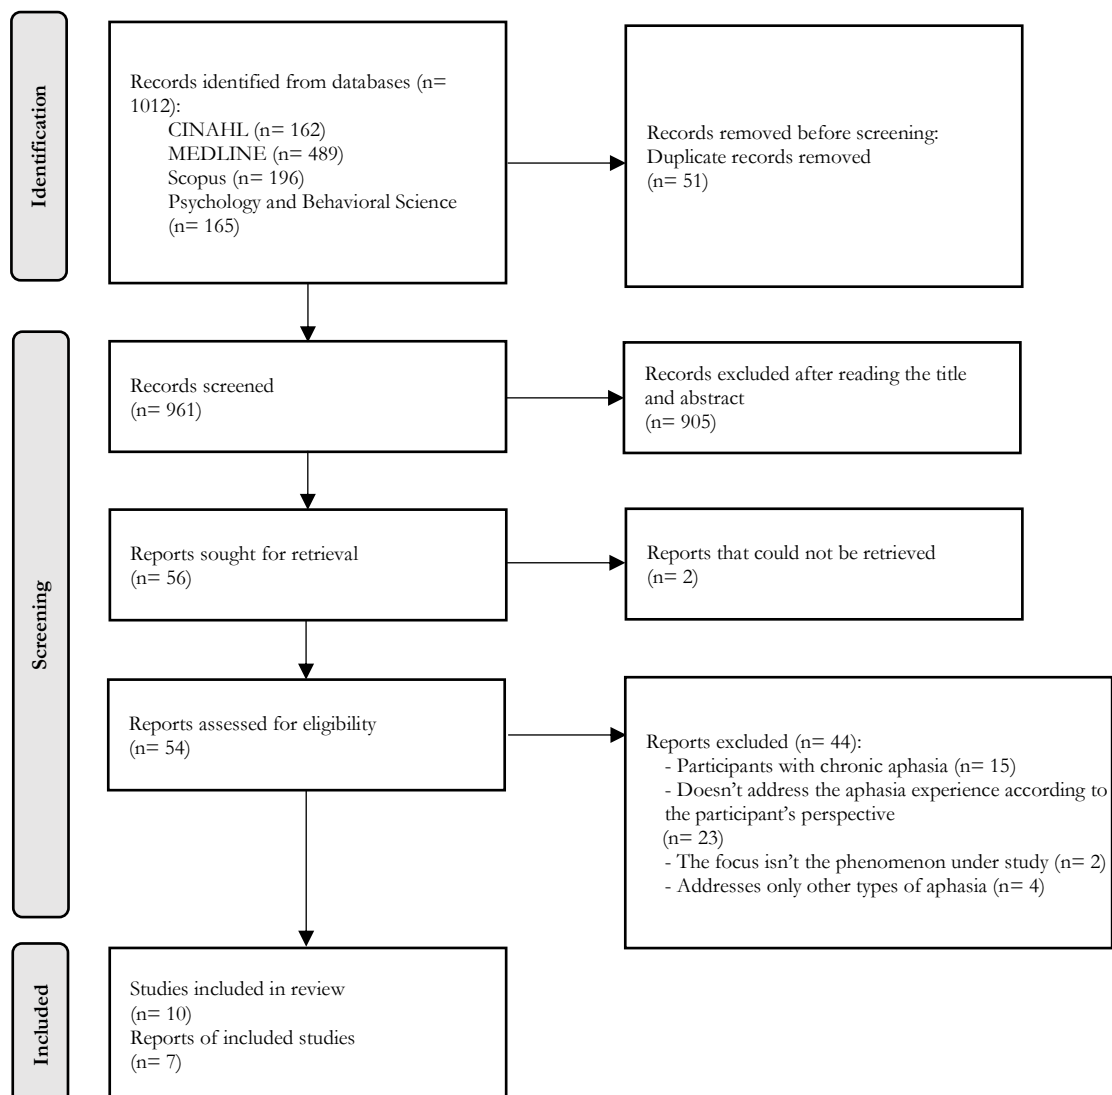 Identification
Records identified from databases (n=
1012):
CINAHL (n= 162)
MEDLINE (n= 489)
Scopus (n= 196)
Psychology and Behavioral Science
(n= 165)
Records removed before screening:
Duplicate records removed
(n= 51)
Screening
Records screened
(n= 961)
Records excluded after reading the title
and abstract
(n= 905)
Reports sought for retrieval
(n= 56)
Reports that could not be retrieved
(n= 2)
Reports assessed for eligibility
(n= 54)
Reports excluded (n= 44):
- Participants with chronic aphasia (n= 15)
- Doesn’t address the aphasia experience according to
the participant’s perspective
(n= 23)
- The focus isn’t the phenomenon under study (n= 2)
- Addresses only other types of aphasia (n= 4)
Included
Studies included in review
(n= 10)
Reports of included studies
(n= 7)